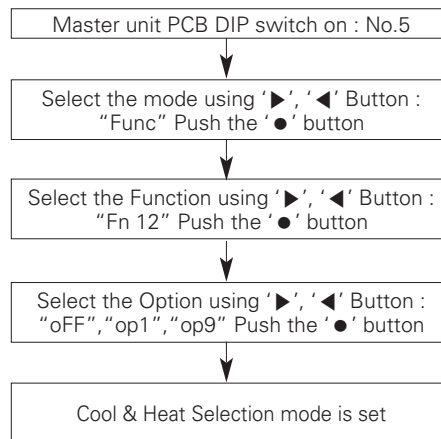 Master unit PCB DIP switch on : No.5
Select the mode using ‘▶’, ‘◀’ Button :
“Func” Push the ‘●’ button
Select the Function using ‘▶’, ‘◀’ Button :
“Fn 12” Push the ‘●’ button
Select the Option using ‘▶’, ‘◀’ Button :
“oFF”,“op1”,“op9” Push the ‘●’ button
Cool & Heat Selection mode is set